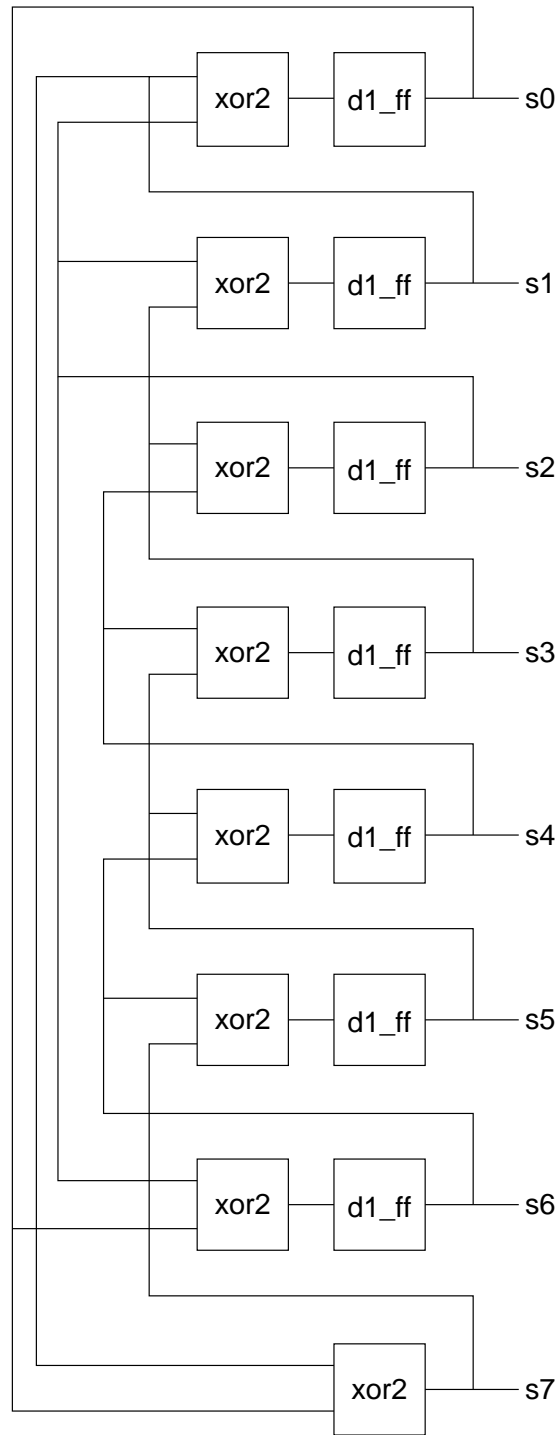 xor2 d1_ff s0
xor2 d1_ff s1
xor2 d1_ff s2
xor2 d1_ff s3
xor2 d1_ff s4
xor2 d1_ff s5
xor2 d1_ff s6
xor2 s7